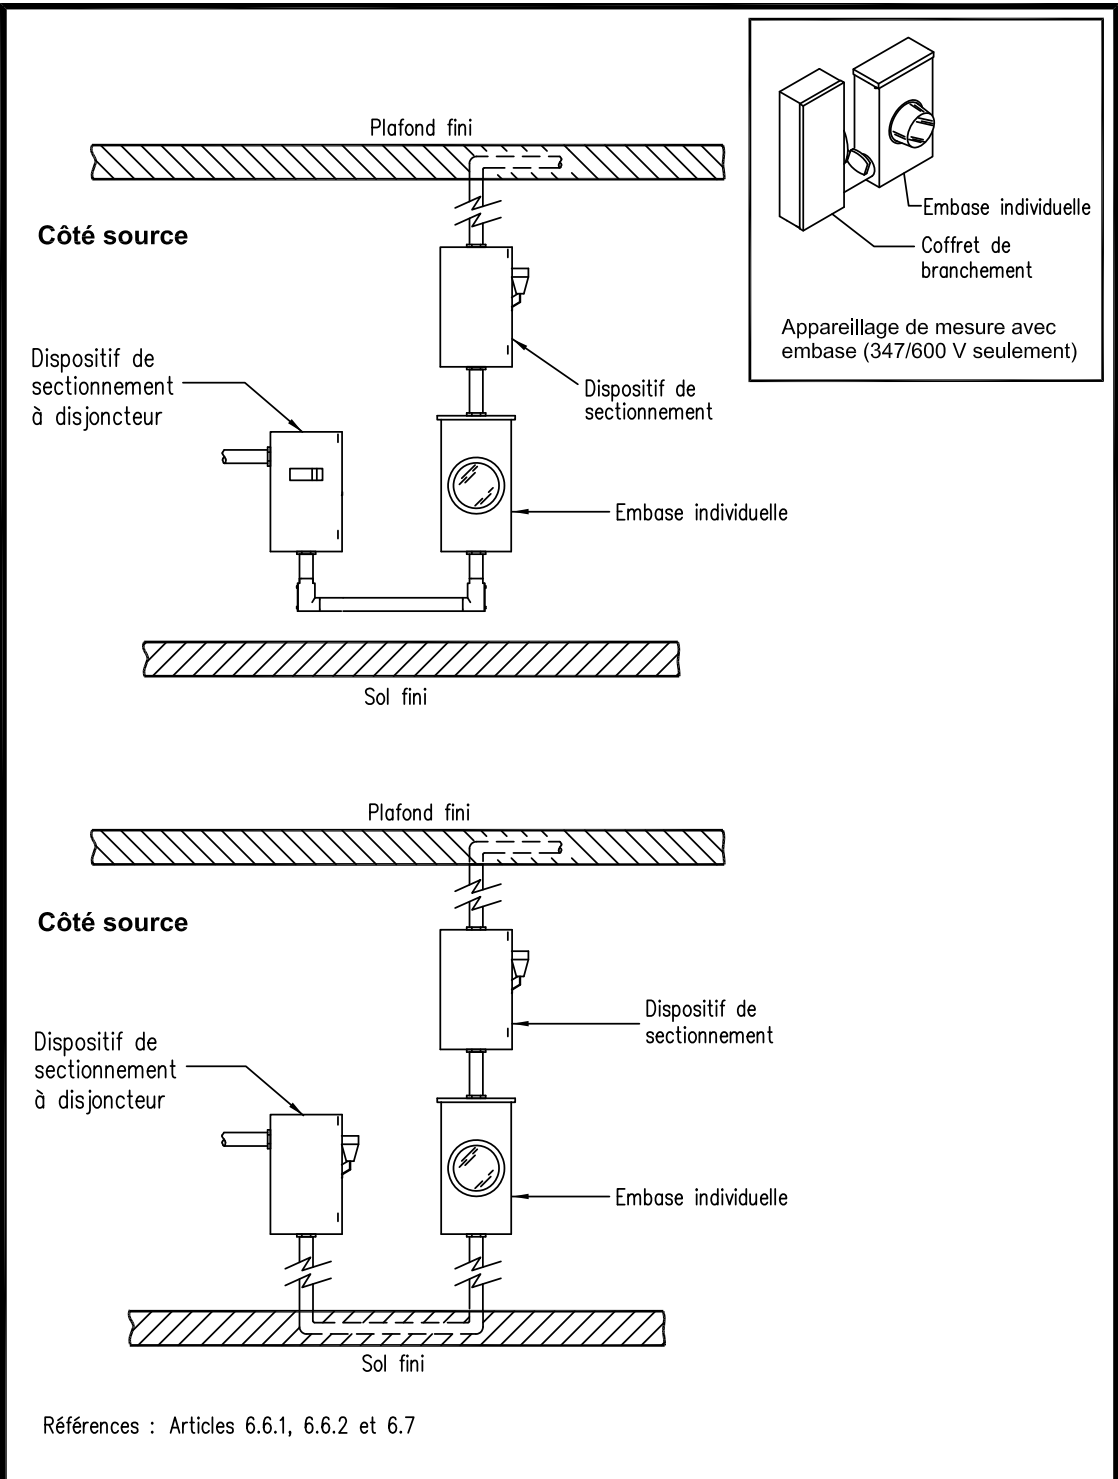 Plafond fini
Côté source
Dispositif de
sectionnement
à disjoncteur
Dispositif de
sectionnement
Embase individuelle
Sol fini
Embase individuelle
Coffret de
branchement
Appareillage de mesure avec
embase (347/600 V seulement)
Plafond fini
Côté source
Dispositif de
sectionnement
Dispositif de
sectionnement
à disjoncteur
Embase individuelle
Sol fini
Références : Articles 6.6.1, 6.6.2 et 6.7